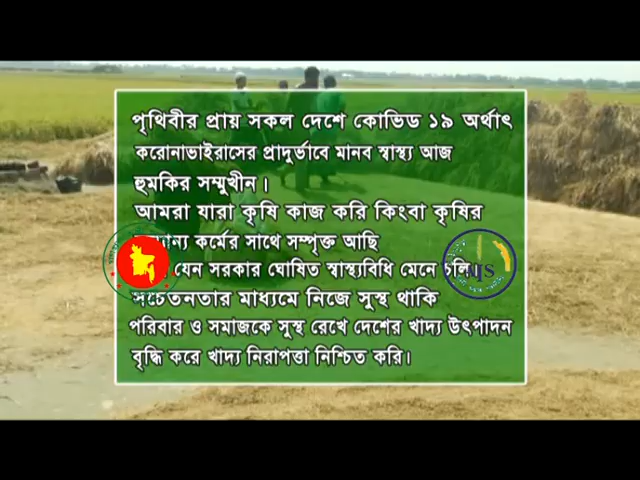 পৃথিবীর প্রায় সকল দেশে কোভিড ১৯ অর্থাৎ
করোনাভাইরাসের প্রাদুর্ভাবে মানব স্বাস্থ্য আজ
হুমকির সম্মুখীন।
আমরা যারা কৃষি কাজ করি কিংবা কৃষির
কর্মের সাথে সম্পৃক্ত আছি
যেন সরকার ঘোষিত স্বাস্থ্যবিধি মেনে চলি
সচেতনতার মাধ্যমে নিজে সুস্থ থাকি
পরিবার ও সমাজকে সুস্থ রেখে দেশের খাদ্য উৎপাদন
বৃদ্ধি করে খাদ্য নিরাপত্তা নিশ্চিত করি।